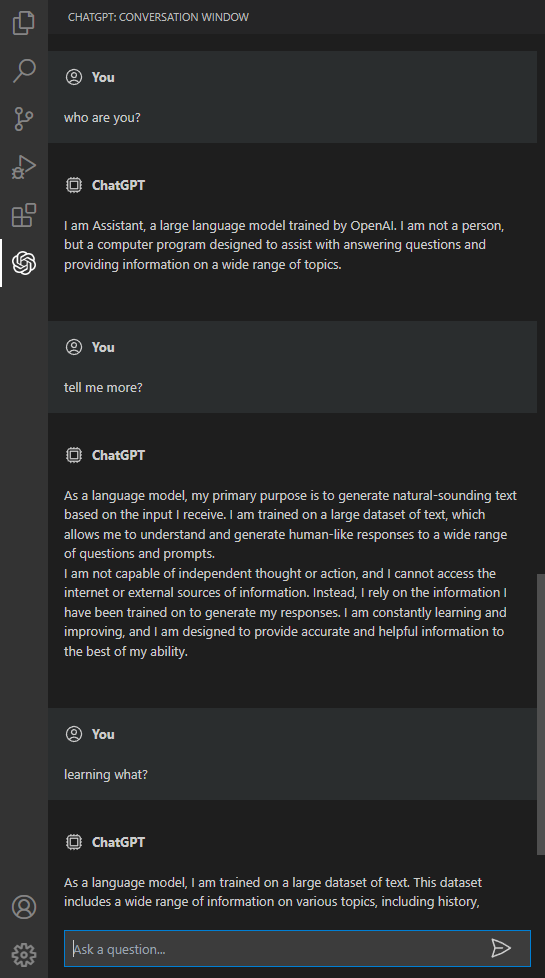 CHATGPT: CONVERSATION WINDOW
You
who are you?
ChatGPT
I am Assistant, a large language model trained by OpenAI. I am not a person,
but a computer program designed to assist with answering questions and
providing information on a wide range of topics.
You
tell me more?
ChatGPT
As a language model, my primary purpose is to generate natural-sounding text
based on the input I receive. I am trained on a large dataset of text, which
allows me to understand and generate human-like responses to a wide range
of questions and prompts.
I am not capable of independent thought or action, and I cannot access the
internet or external sources of information. Instead, I rely on the information I
have been trained on to generate my responses. I am constantly learning and
improving, and I am designed to provide accurate and helpful information to
the best of my ability.
You
learning what?
ChatGPT
As a language model, I am trained on a large dataset of text. This dataset
includes a wide range of information on various topics, including history,
Ask a question...